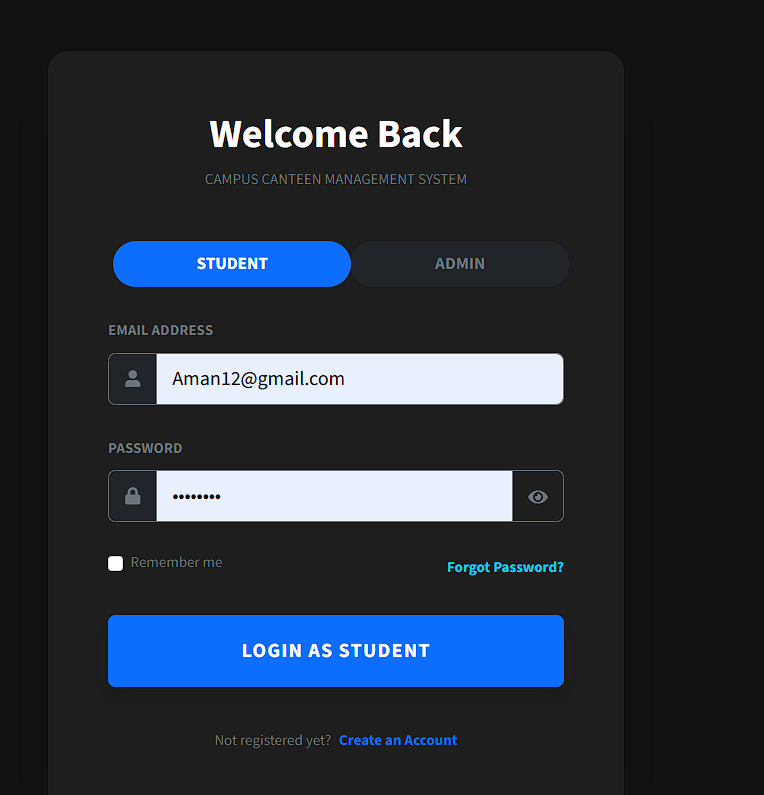 Welcome Back
CAMPUS CANTEEN MANAGEMENT SYSTEM
STUDENT ADMIN
EMAIL ADDRESS
Aman12@gmail.com
PASSWORD
••••••••
Remember me Forgot Password?
LOGIN AS STUDENT
Not registered yet? Create an Account